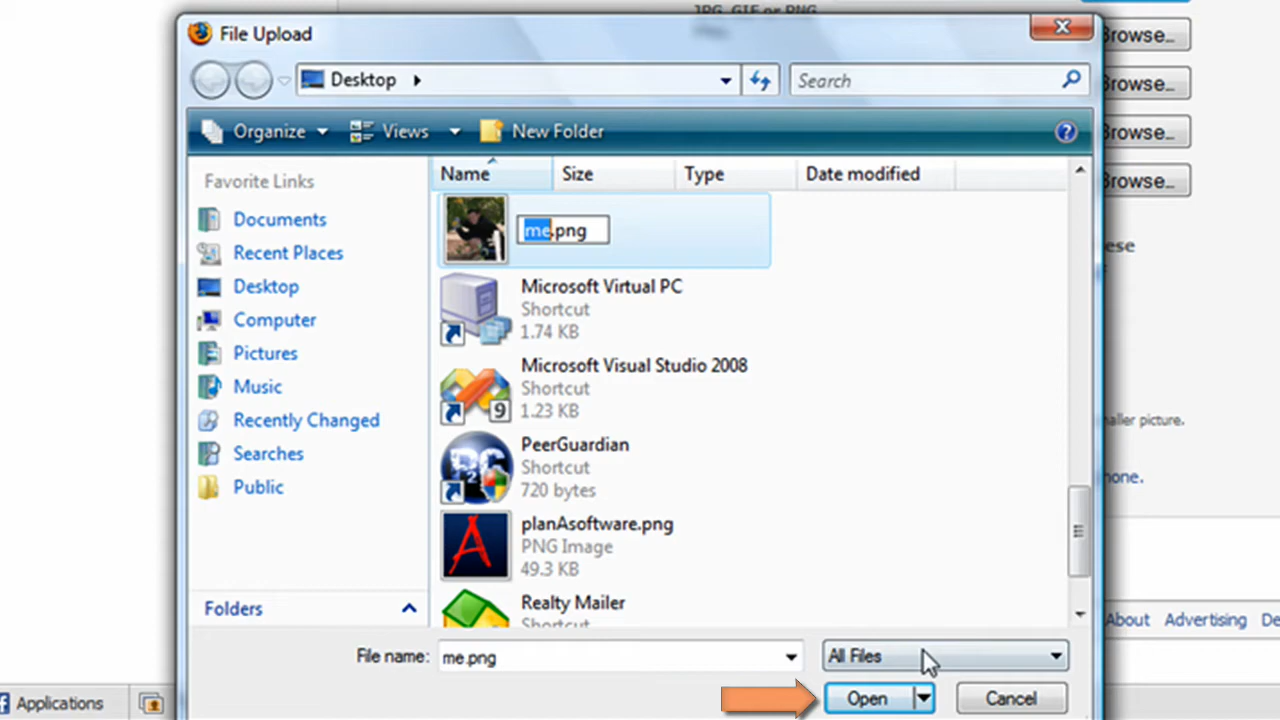 JPG, GIF or PNG
File Upload
Browse...
Desktop
Search
Browse...
Organize
Views
New Folder
Browse...
Favorite Links
Name
Size
Type
Date modified
Browse...
Documents
me.png
Recent Places
Desktop
Microsoft Virtual PC
Shortcut
1.74 KB
Computer
Pictures
Microsoft Visual Studio 2008
Shortcut
1.23 KB
9
Music
Recently Changed
PeerGuardian
Shortcut
720 bytes
Searches
Public
planAsoftware.png
PNG Image
49.3 KB
A
Folders
Realty Mailer
Shortcut
About Advertising
File name: me.png
All Files
Open
Cancel
Applications